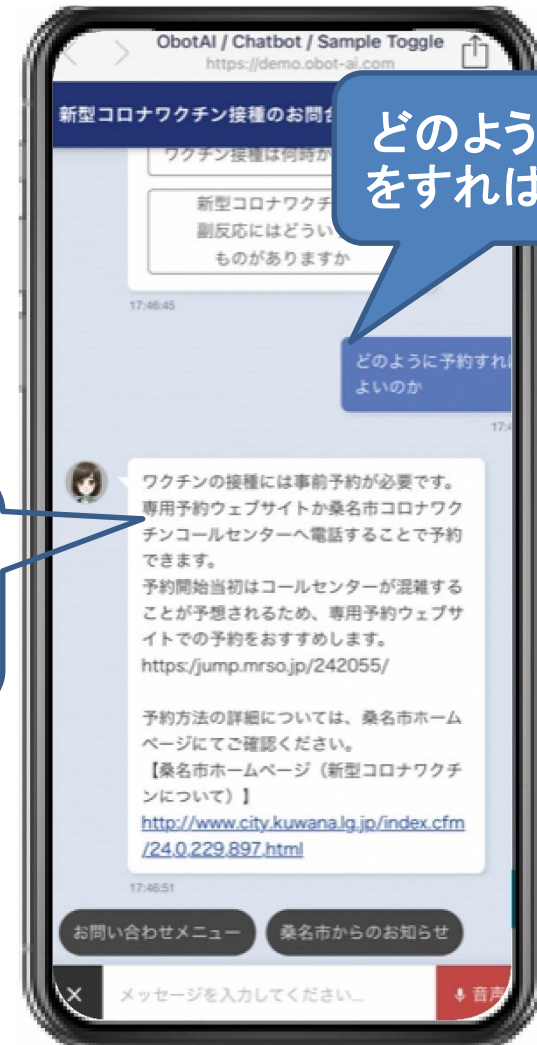 ObotAI / Chatbot / Sample Toggle
https://demo.obot-ai.com
新型コロナワクチン接種のお問合
どのよう
をすれは
ワクチン接種は何時か
新型コロナワクチ
副反応にはどうい
ものがありますか
17:46:45
どのように予約すれ
よいのか
17:4
ワクチンの接種には事前予約が必要です。
専用予約ウェブサイトか桑名市コロナワク
チンコールセンターへ電話することで予約
できます。
予約開始当初はコールセンターが混雑する
ことが予想されるため、専用予約ウェブサ
イトでの予約をおすすめします。
https:/jump.mrso.jp/242055/
予約方法の詳細については、桑名市ホーム
ページにてご確認ください。
【桑名市ホームページ（新型コロナワクチ
ンについて）】
http://www.city.kuwana.lg.jp/index.cfm
/24,0,229,897,html
17:46:51
お問い合わせメニュー
桑名市からのお知らせ
× メッセージを入力してください...
音声